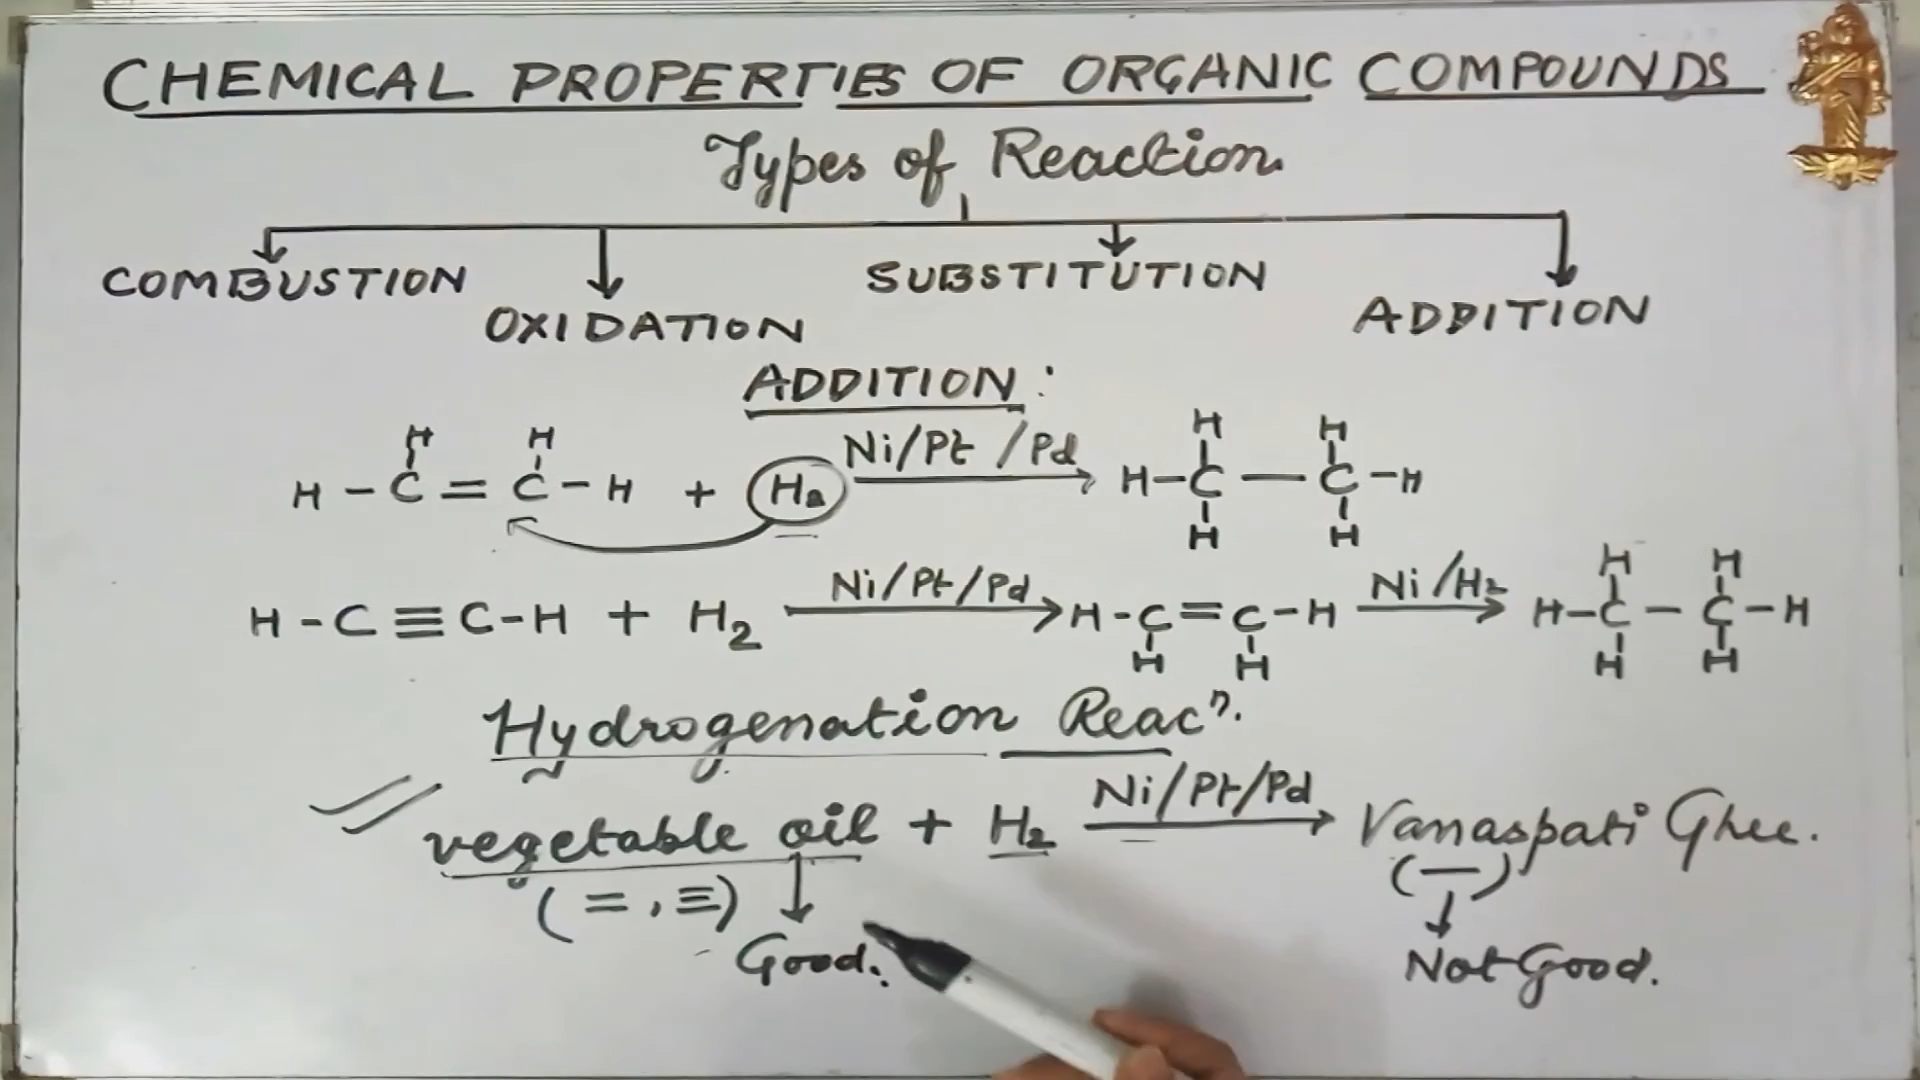 CHEMICAL PROPERTIES OF ORGANIC COMPOUNDS
Types of Reaction.
COMBUSTION
OXIDATION
SUBSTITUTION
ADDITION
ADDITION:
H H
H - C = C - H + H2 Ni/Pt/Pd H - C — C - H
H H
H H
H - C ≡ C - H + H2 Ni/Pt/Pd H - C = C - H Ni/H2 H - C — C - H
H H
H H
H H
H H
Hydrogenation Reacⁿ.
vegetable oil + H2 Ni/Pt/Pd Vanaspati Ghee.
(=, ≡) (—)
Good. Not Good.